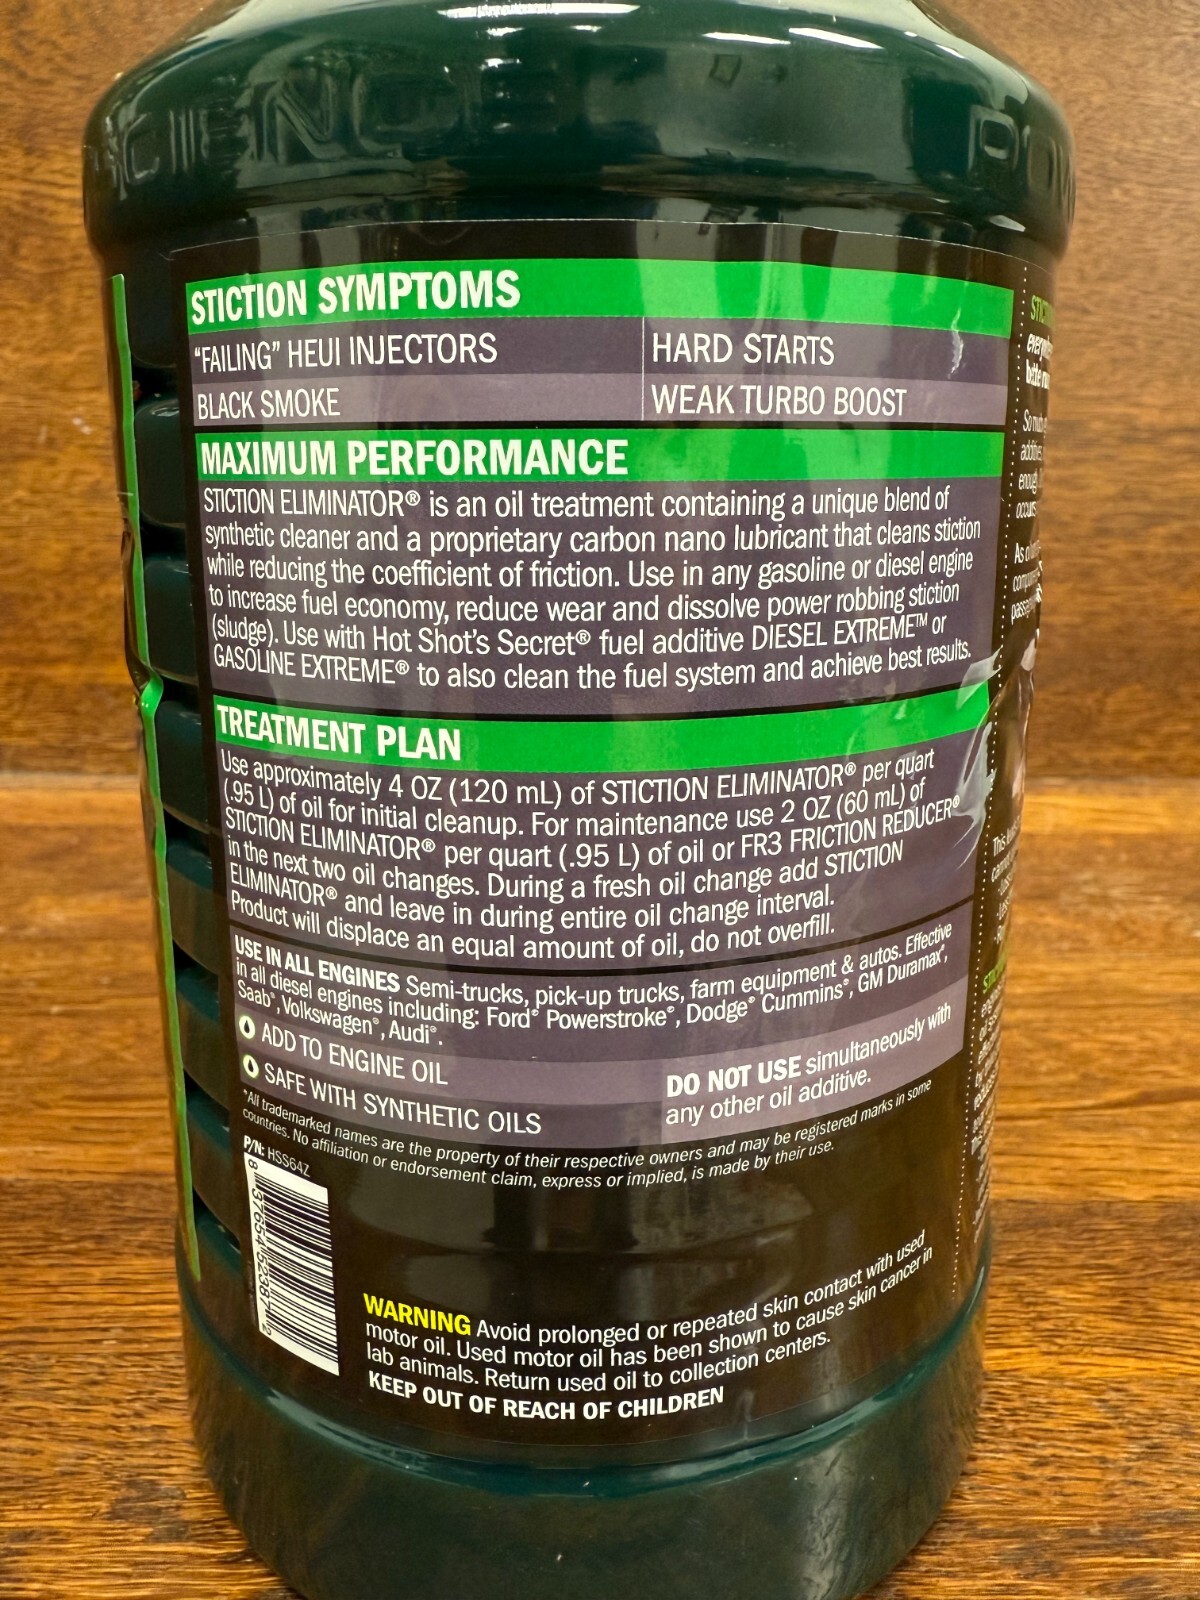 SCIENCE
STICTION SYMPTOMS
"FAILING" HEUI INJECTORS HARD STARTS
BLACK SMOKE WEAK TURBO BOOST
MAXIMUM PERFORMANCE
STICTION ELIMINATOR® is an oil treatment containing a unique blend of
synthetic cleaner and a proprietary carbon nano lubricant that cleans stiction
while reducing the coefficient of friction. Use in any gasoline or diesel engine
to increase fuel economy, reduce wear and dissolve power robbing stiction
(sludge). Use with Hot Shot's Secret® fuel additive DIESEL EXTREME™ or
GASOLINE EXTREME® to also clean the fuel system and achieve best results.
TREATMENT PLAN
Use approximately 4 OZ (120 mL) of STICTION ELIMINATOR® per quart
(.95 L) of oil for initial cleanup. For maintenance use 2 OZ (60 mL) of
STICTION ELIMINATOR® per quart (.95 L) of oil or FR3 FRICTION REDUCER®
in the next two oil changes. During a fresh oil change add STICTION
ELIMINATOR® and leave in during entire oil change interval.
Product will displace an equal amount of oil, do not overfill.
USE IN ALL ENGINES Semi-trucks, pick-up trucks, farm equipment & autos. Effective
in all diesel engines including: Ford® Powerstroke®, Dodge® Cummins®, GM Duramax®,
Saab®, Volkswagen®, Audi®.
ADD TO ENGINE OIL
SAFE WITH SYNTHETIC OILS
DO NOT USE simultaneously with
any other oil additive.
*All trademarked names are the property of their respective owners and may be registered marks in some
countries. No affiliation or endorsement claim, express or implied, is made by their use.
P/N: HSS64Z
WARNING Avoid prolonged or repeated skin contact with used
motor oil. Used motor oil has been shown to cause skin cancer in
lab animals. Return used oil to collection centers.
KEEP OUT OF REACH OF CHILDREN